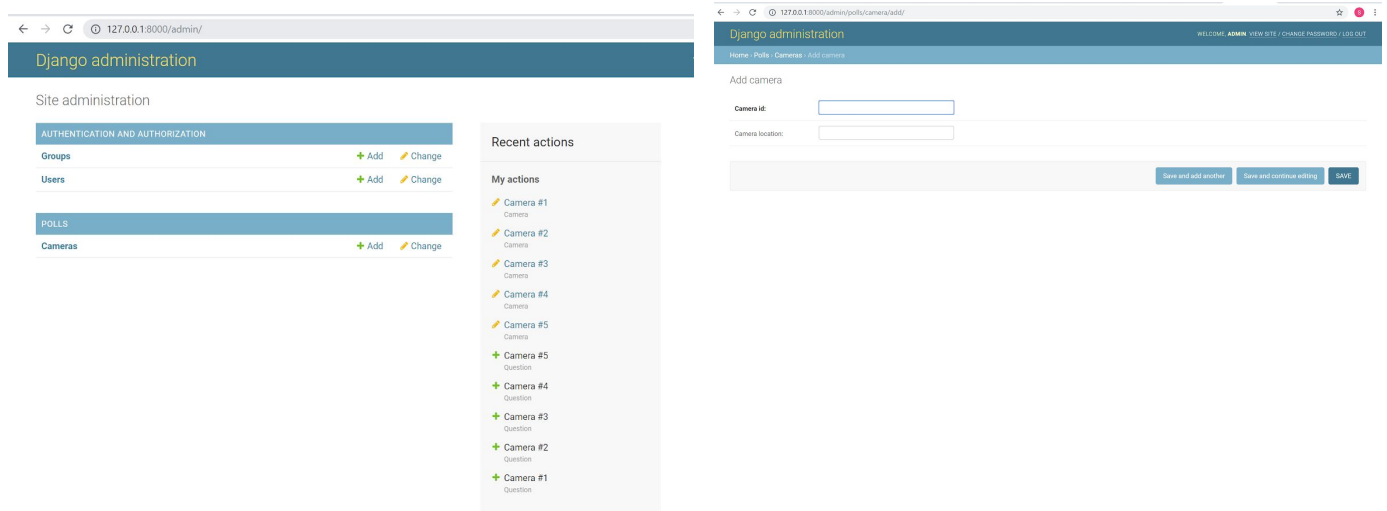 127.0.0.1:8000/admin/
Django administration
Site administration
AUTHENTICATION AND AUTHORIZATION
Groups + Add Change
Users + Add Change
POLLS
Cameras + Add Change
Recent actions
My actions
Camera #1
Camera
Camera #2
Camera
Camera #3
Camera
Camera #4
Camera
Camera #5
Camera
+ Camera #5
Question
+ Camera #4
Question
+ Camera #3
Question
+ Camera #2
Question
+ Camera #1
Question
127.0.0.1:8000/admin/polls/camera/add/
S
Django administration WELCOME, ADMIN. VIEW SITE / CHANGE PASSWORD / LOG OUT
Home › Polls › Cameras › Add camera
Add camera
Camera id:
Camera location:
Save and add another Save and continue editing SAVE